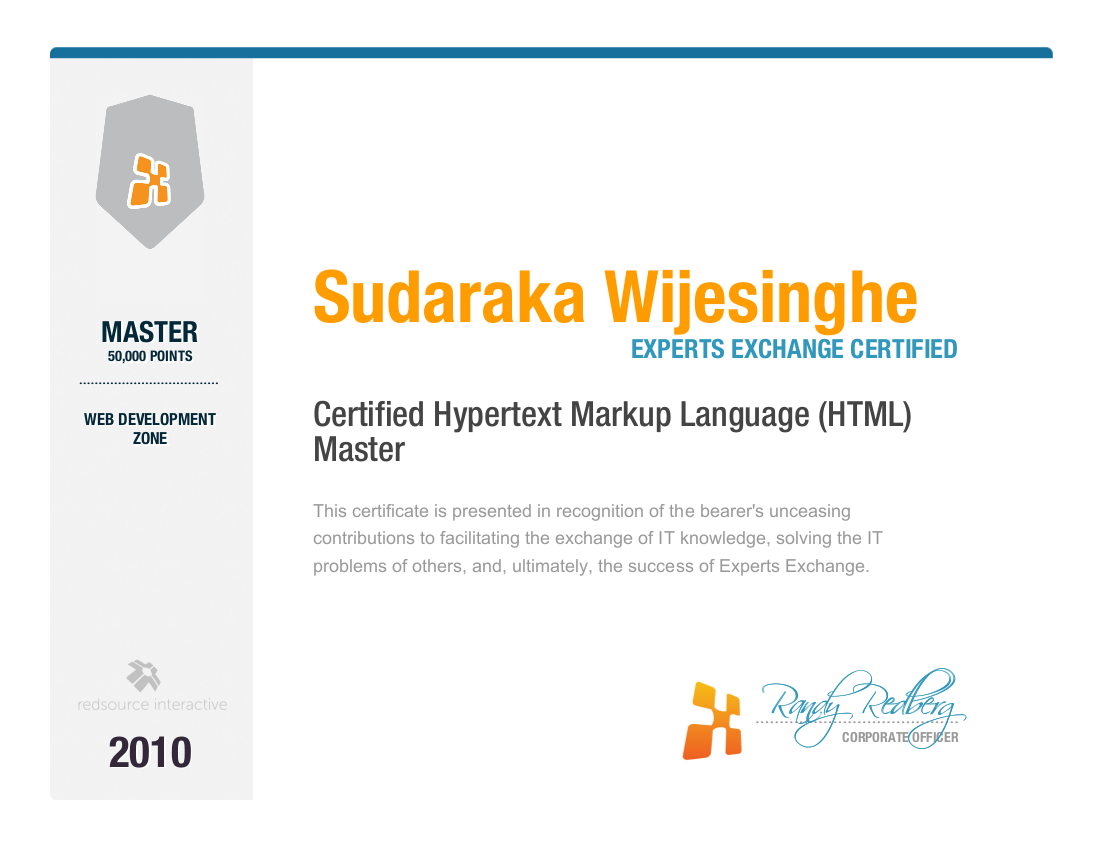 MASTER
50,000 POINTS
WEB DEVELOPMENT
ZONE
redsource interactive
2010
Sudaraka Wijesinghe
EXPERTS EXCHANGE CERTIFIED
Certified Hypertext Markup Language (HTML)
Master
This certificate is presented in recognition of the bearer's unceasing
contributions to facilitating the exchange of IT knowledge, solving the IT
problems of others, and, ultimately, the success of Experts Exchange.
Randy Redberg
CORPORATE OFFICER